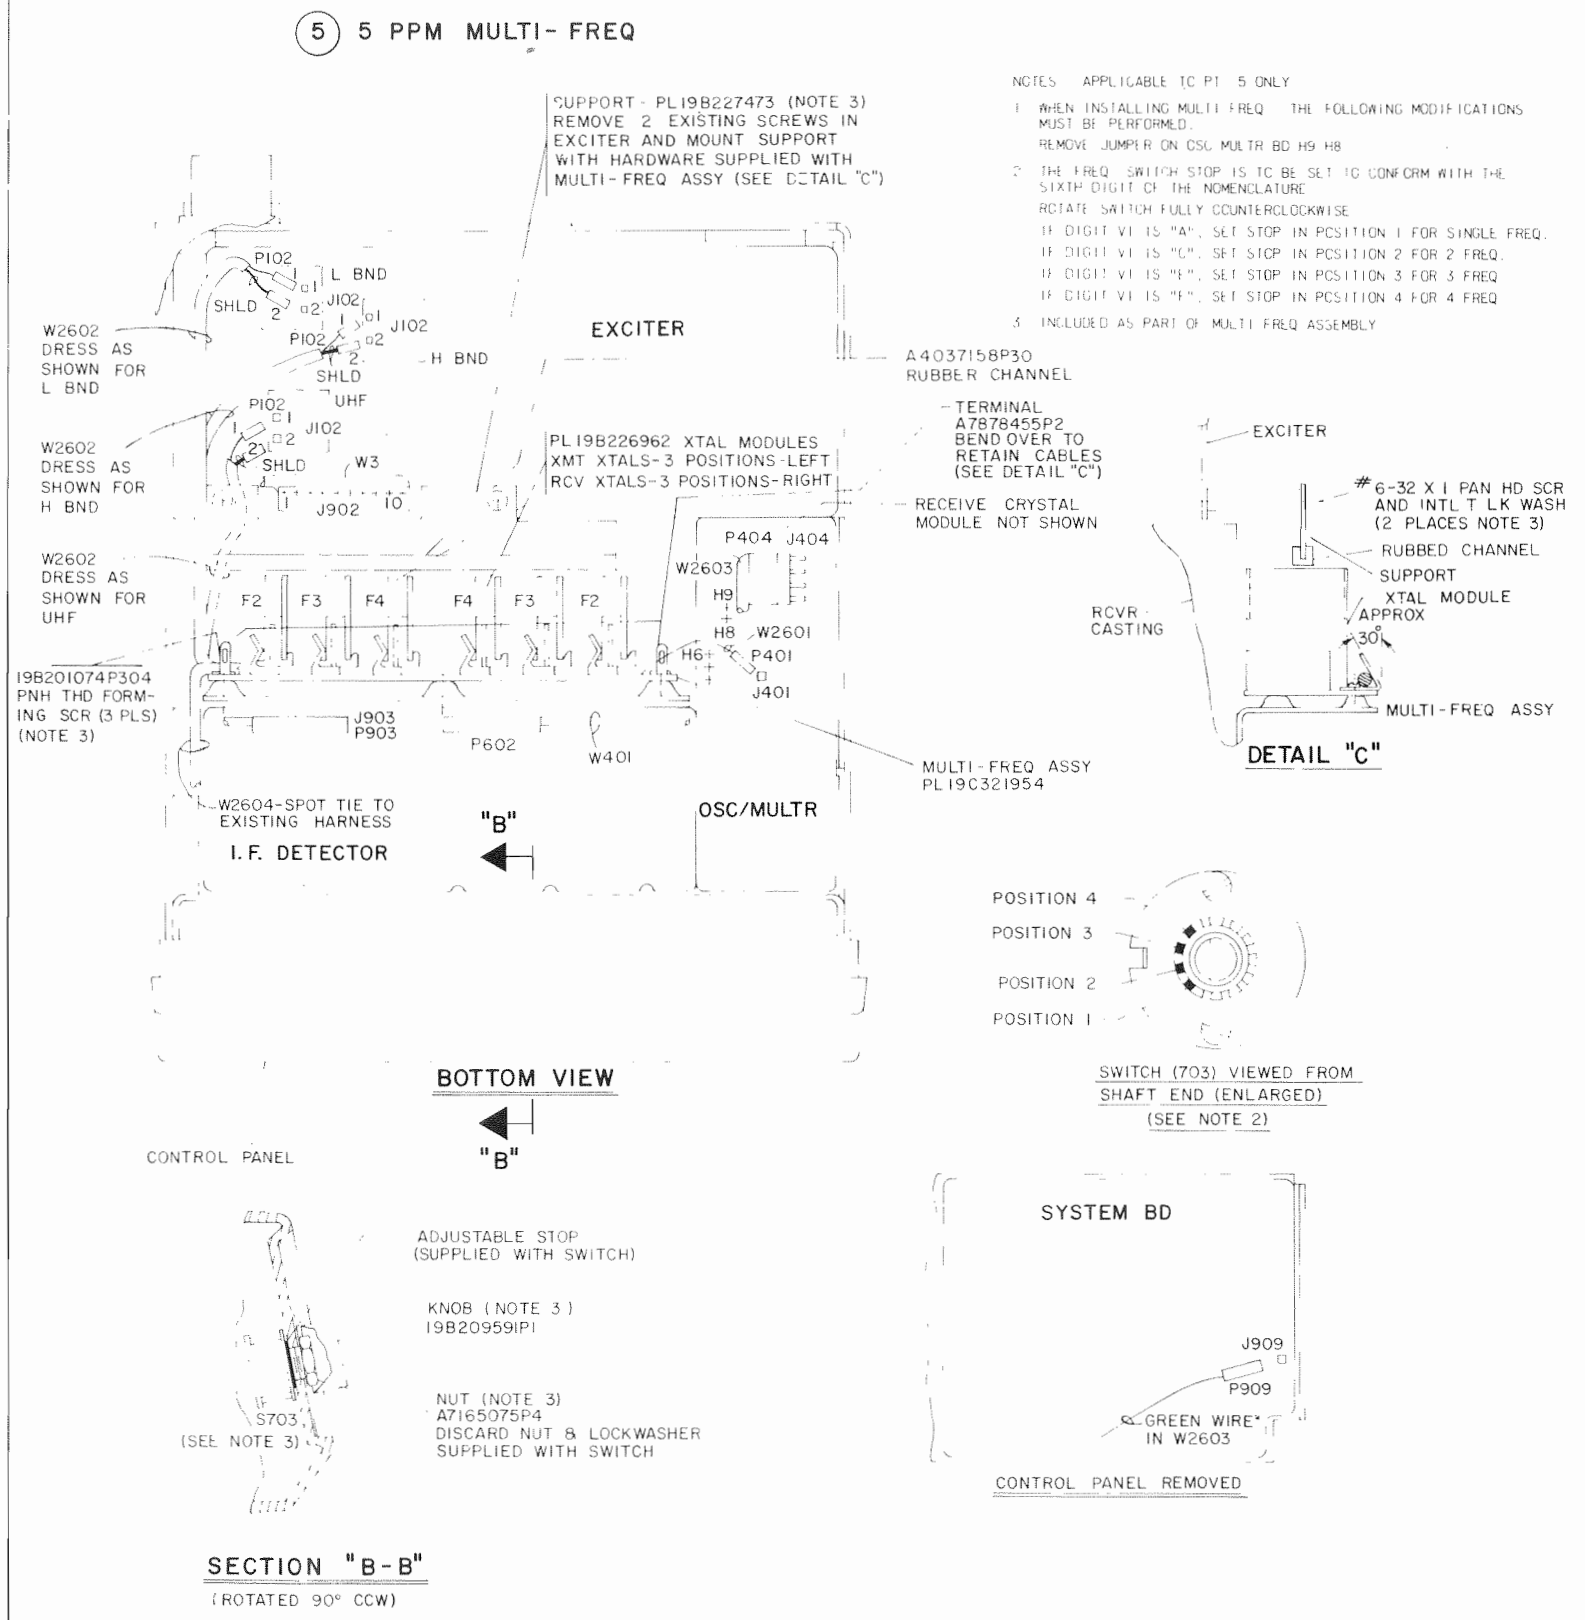 5 5 PPM MULTI-FREQ
SUPPORT - PL19B227473 (NOTE 3)
REMOVE 2 EXISTING SCREWS IN
EXCITER AND MOUNT SUPPORT
WITH HARDWARE SUPPLIED WITH
MULTI-FREQ ASSY (SEE DETAIL "C")
NOTES APPLICABLE TO PT 5 ONLY
1 WHEN INSTALLING MULTI FREQ THE FOLLOWING MODIFICATIONS
MUST BE PERFORMED.
REMOVE JUMPER ON OSC MULTR BD H9 H8
2 THE FREQ SWITCH STOP IS TO BE SET TO CONFORM WITH THE
SIXTH DIGIT OF THE NOMENCLATURE
ROTATE SWITCH FULLY COUNTERCLOCKWISE
IF DIGIT VI IS "A", SET STOP IN POSITION 1 FOR SINGLE FREQ.
IF DIGIT VI IS "C", SET STOP IN POSITION 2 FOR 2 FREQ.
IF DIGIT VI IS "E", SET STOP IN POSITION 3 FOR 3 FREQ
IF DIGIT VI IS "F", SET STOP IN POSITION 4 FOR 4 FREQ
3 INCLUDED AS PART OF MULTI FREQ ASSEMBLY
P102
1
1
L BND
SHLD
2
2
J102
1
1
J102
P102
2
2
H BND
SHLD
EXCITER
W2602
DRESS AS
SHOWN FOR
L BND
A4037158P30
RUBBER CHANNEL
UHF
P102
1
1
J102
2
2
SHLD
W3
W2602
DRESS AS
SHOWN FOR
H BND
1
J902
10
PL19B226962 XTAL MODULES
XMT XTALS-3 POSITIONS-LEFT
RCV XTALS-3 POSITIONS-RIGHT
TERMINAL
A7878455P2
BEND OVER TO
RETAIN CABLES
(SEE DETAIL "C")
RECEIVE CRYSTAL
MODULE NOT SHOWN
EXCITER
# 6-32 X 1 PAN HD SCR
AND INTL T LK WASH
(2 PLACES NOTE 3)
RUBBED CHANNEL
SUPPORT
XTAL MODULE
APPROX
30°
RCVR
CASTING
MULTI-FREQ ASSY
DETAIL "C"
W2602
DRESS AS
SHOWN FOR
UHF
F2 F3 F4 F4 F3 F2
P404 J404
W2603
H9
H8
W2601
H6
P401
J401
19B201074P304
PNH THD FORM-
ING SCR (3 PLS)
(NOTE 3)
J903
P903
P602
W401
MULTI-FREQ ASSY
PL19C321954
W2604-SPOT TIE TO
EXISTING HARNESS
"B"
OSC/MULTR
I.F. DETECTOR
POSITION 4
POSITION 3
POSITION 2
POSITION 1
SWITCH (703) VIEWED FROM
SHAFT END (ENLARGED)
(SEE NOTE 2)
BOTTOM VIEW
"B"
CONTROL PANEL
ADJUSTABLE STOP
(SUPPLIED WITH SWITCH)
KNOB (NOTE 3)
19B209591P1
NUT (NOTE 3)
A7165075P4
DISCARD NUT & LOCKWASHER
SUPPLIED WITH SWITCH
S703
(SEE NOTE 3)
SECTION "B-B"
(ROTATED 90° CCW)
SYSTEM BD
J909
P909
GREEN WIRE
IN W2603
CONTROL PANEL REMOVED